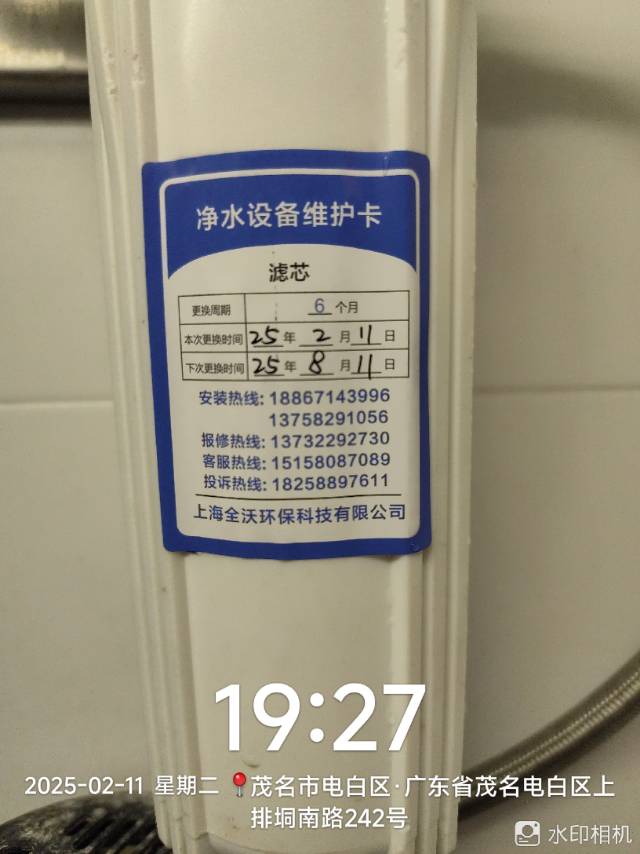 净水设备维护卡
滤芯
更换周期 6 个月
本次更换时间 25 年 2 月 11 日
下次更换时间 25 年 8 月 11 日
安装热线: 18867143996
13758291056
报修热线: 13732292730
客服热线: 15158087089
投诉热线: 18258897611
上海全沃环保科技有限公司
19:27
2025-02-11 星期二 茂名市电白区·广东省茂名电白区上
排垌南路242号
水印相机